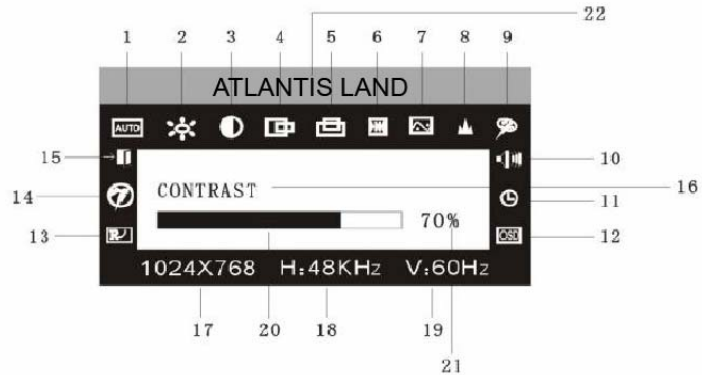 22
1 2 3 4 5 6 7 8 9
ATLANTIS LAND
AUTO
15 10
14 CONTRAST 16
11
70%
13 OSD 12
1024X768 H:48KHz V:60Hz
17 20 18 19
21